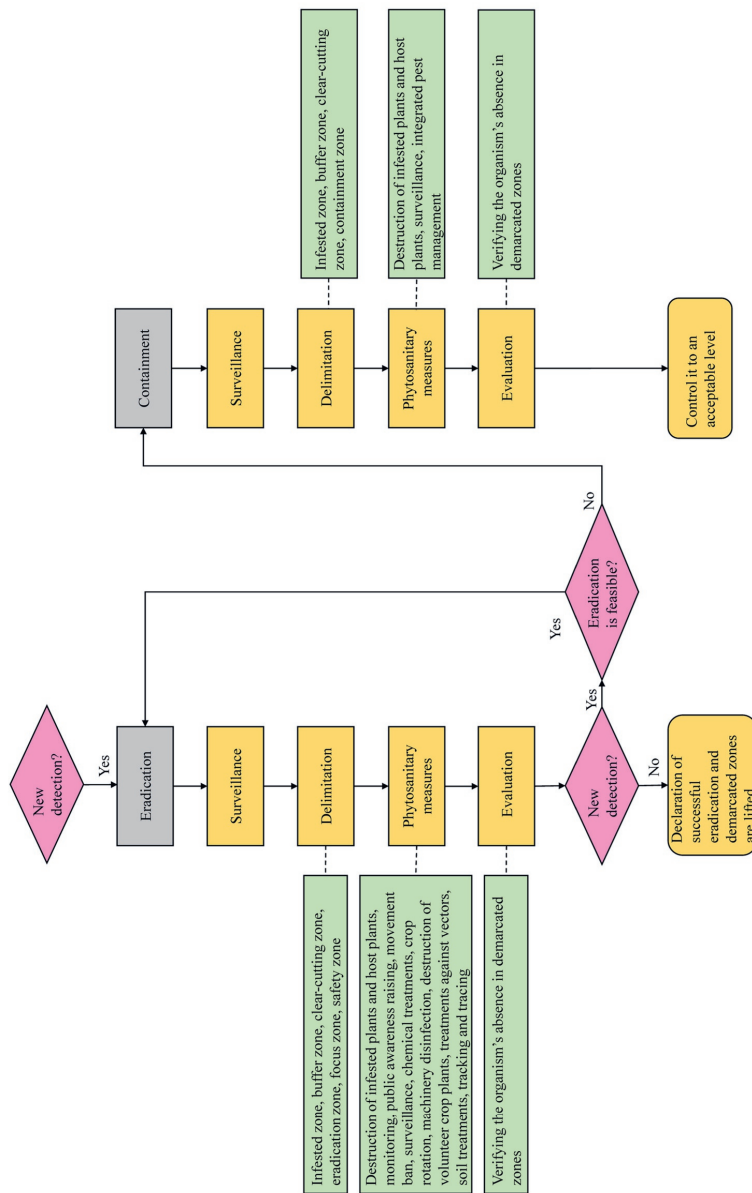 New
detection?
Yes
Eradication
Surveillance
Delimitation
Infested zone, buffer zone, clear-cutting zone,
eradication zone, focus zone, safety zone
Phytosanitary
measures
Destruction of infested plants and host plants,
monitoring, public awareness raising, movement
ban, surveillance, chemical treatments, crop
rotation, machinery disinfection, destruction of
volunteer crop plants, treatments against vectors,
soil treatments, tracking and tracing
Evaluation
Verifying the organism's absence in demarcated
zones
New
detection?
No
Declaration of
successful
eradication and
demarcated zones
are lifted
Yes
Eradication
is feasible?
Yes
No
Containment
Surveillance
Delimitation
Infested zone, buffer zone, clear-cutting
zone, containment zone
Phytosanitary
measures
Destruction of infested plants and host
plants, surveillance, integrated pest
management
Evaluation
Verifying the organism's absence in
demarcated zones
Control it to an
acceptable level